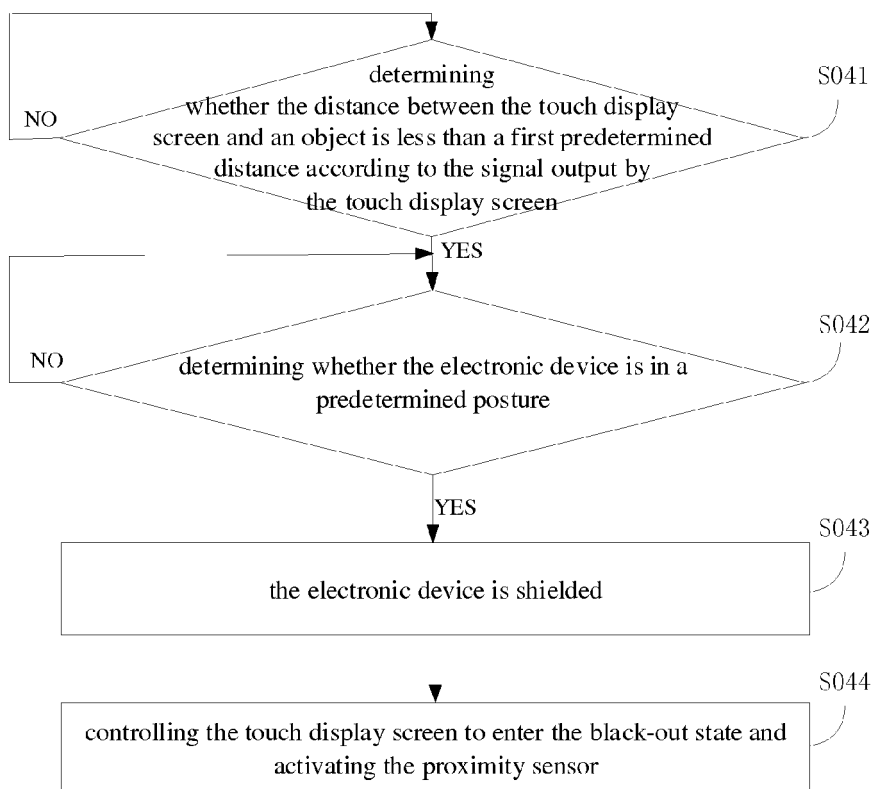 determining
whether the distance between the touch display
screen and an object is less than a first predetermined
distance according to the signal output by
the touch display screen
S041
NO
YES
determining whether the electronic device is in a
predetermined posture
S042
NO
YES
the electronic device is shielded
S043
controlling the touch display screen to enter the black-out state and
activating the proximity sensor
S044